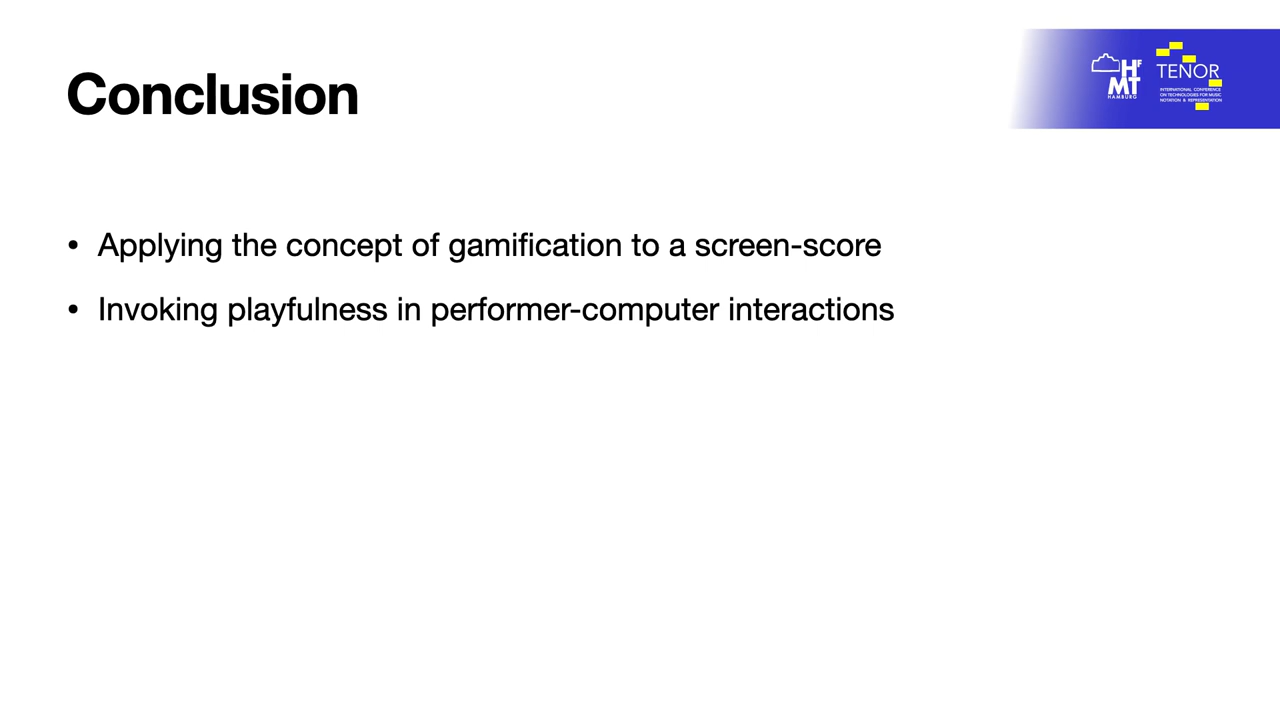 Conclusion
HfMT
HAMBURG
TENOR
INTERNATIONAL CONFERENCE
ON TECHNOLOGIES FOR MUSIC
NOTATION & REPRESENTATION
• Applying the concept of gamification to a screen-score
• Invoking playfulness in performer-computer interactions